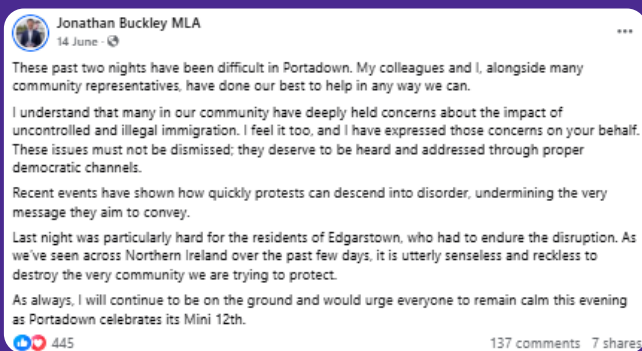 Jonathan Buckley MLA
14 June ·
These past two nights have been difficult in Portadown. My colleagues and I, alongside many
community representatives, have done our best to help in any way we can.
I understand that many in our community have deeply held concerns about the impact of
uncontrolled and illegal immigration. I feel it too, and I have expressed those concerns on your behalf.
These issues must not be dismissed; they deserve to be heard and addressed through proper
democratic channels.
Recent events have shown how quickly protests can descend into disorder, undermining the very
message they aim to convey.
Last night was particularly hard for the residents of Edgarstown, who had to endure the disruption. As
we've seen across Northern Ireland over the past few days, it is utterly senseless and reckless to
destroy the very community we are trying to protect.
As always, I will continue to be on the ground and would urge everyone to remain calm this evening
as Portadown celebrates its Mini 12th.
445
137 comments 7 shares